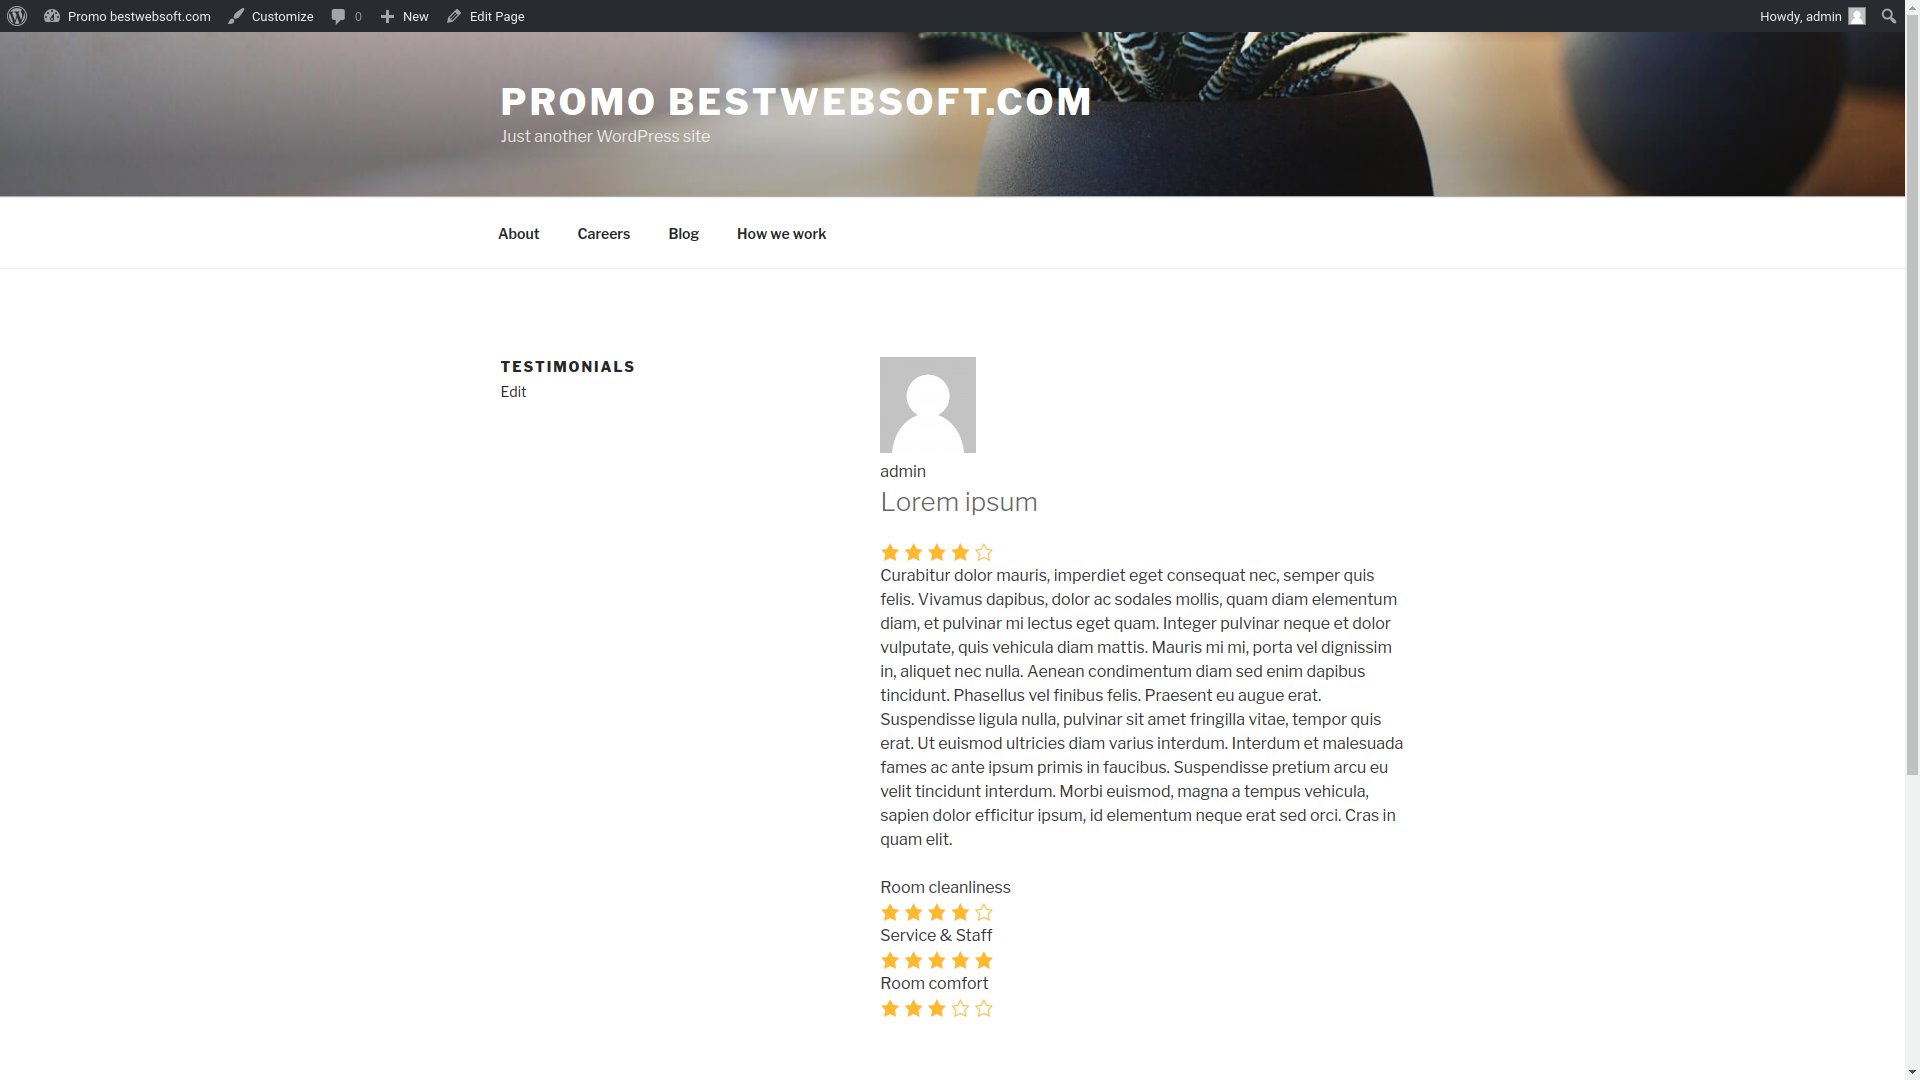 Promo bestwebsoft.com Customize 0 New Edit Page Howdy, admin
PROMO BESTWEBSOFT.COM
Just another WordPress site
About Careers Blog How we work
TESTIMONIALS
Edit
admin
Lorem ipsum
Curabitur dolor mauris, imperdiet eget consequat nec, semper quis
felis. Vivamus dapibus, dolor ac sodales mollis, quam diam elementum
diam, et pulvinar mi lectus eget quam. Integer pulvinar neque et dolor
vulputate, quis vehicula diam mattis. Mauris mi mi, porta vel dignissim
in, aliquet nec nulla. Aenean condimentum diam sed enim dapibus
tincidunt. Phasellus vel finibus felis. Praesent eu augue erat.
Suspendisse ligula nulla, pulvinar sit amet fringilla vitae, tempor quis
erat. Ut euismod ultricies diam varius interdum. Interdum et malesuada
fames ac ante ipsum primis in faucibus. Suspendisse pretium arcu eu
velit tincidunt interdum. Morbi euismod, magna a tempus vehicula,
sapien dolor efficitur ipsum, id elementum neque erat sed orci. Cras in
quam elit.
Room cleanliness
Service & Staff
Room comfort